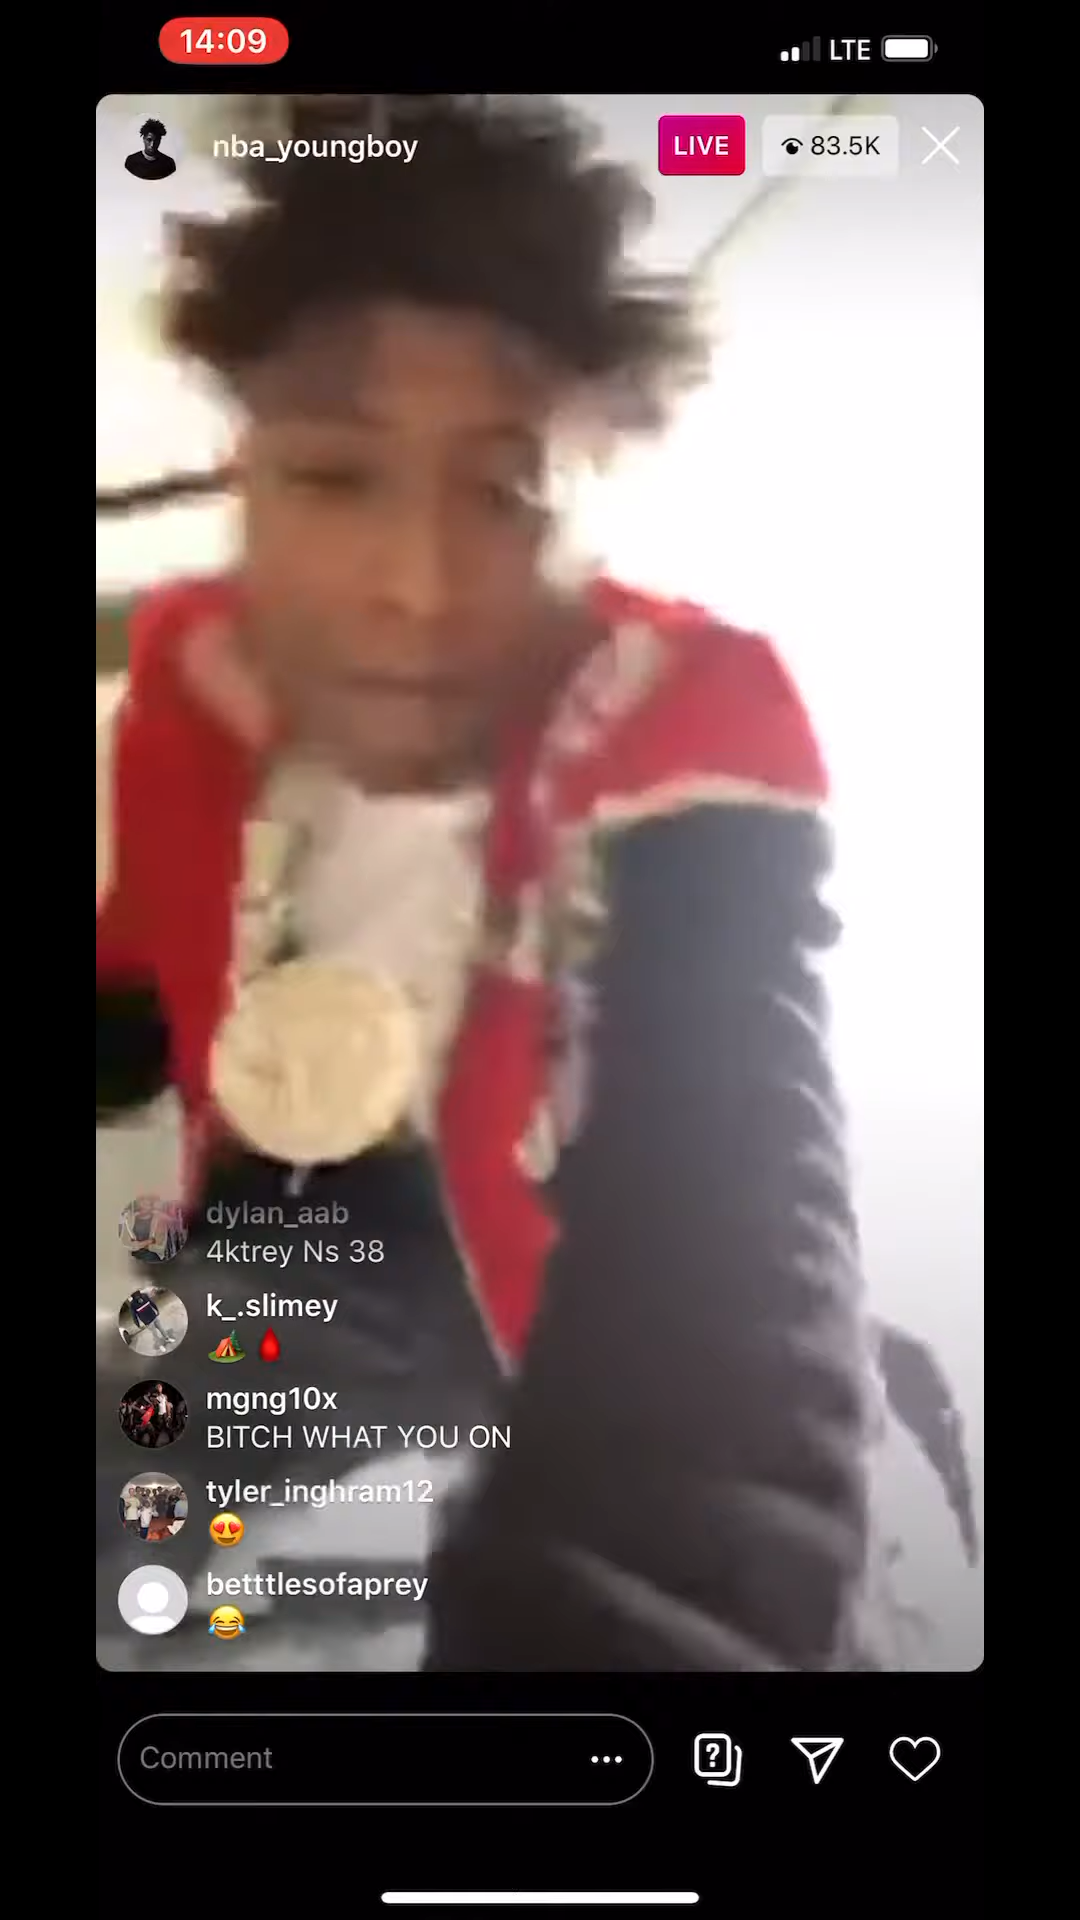 14:09
LTE
nba_youngboy
LIVE
83.5K
dylan_aab
4ktrey Ns 38
k_.slimey
mgng10x
BITCH WHAT YOU ON
tyler_inghram12
betttlesofaprey
Comment